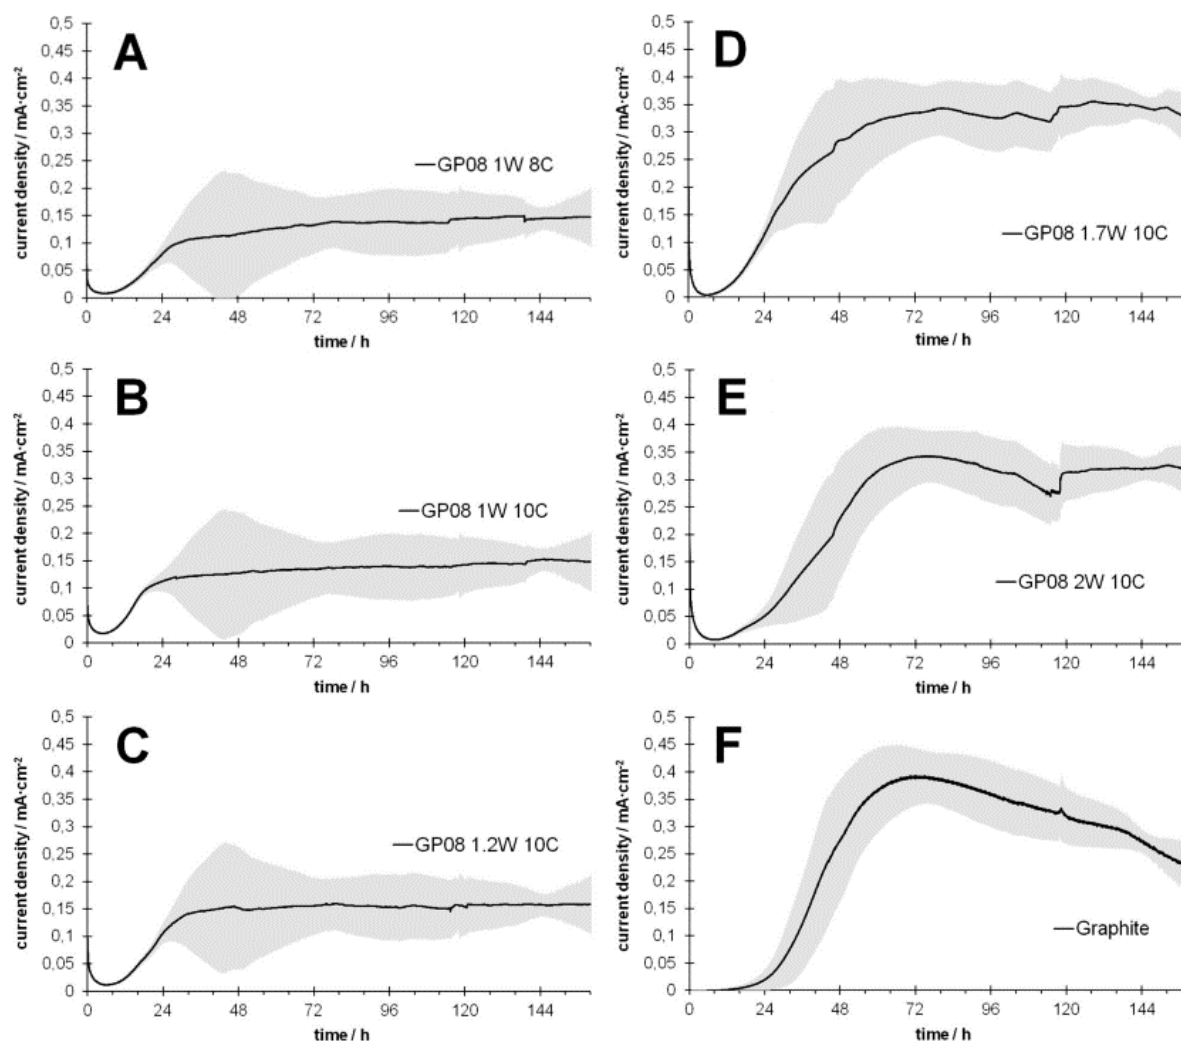 A
current density / mA·cm-2
0,5
0,45
0,4
0,35
0,3
0,25
0,2
0,15
0,1
0,05
0
GP08 1W 8C
0 24 48 72 96 120 144
time / h
B
current density / mA·cm-2
0,5
0,45
0,4
0,35
0,3
0,25
0,2
0,15
0,1
0,05
0
GP08 1W 10C
0 24 48 72 96 120 144
time / h
C
current density / mA·cm-2
0,5
0,45
0,4
0,35
0,3
0,25
0,2
0,15
0,1
0,05
0
GP08 1.2W 10C
0 24 48 72 96 120 144
time / h
D
current density / mA·cm-2
0,5
0,45
0,4
0,35
0,3
0,25
0,2
0,15
0,1
0,05
0
GP08 1.7W 10C
0 24 48 72 96 120 144
time / h
E
current density / mA·cm-2
0,5
0,45
0,4
0,35
0,3
0,25
0,2
0,15
0,1
0,05
0
GP08 2W 10C
0 24 48 72 96 120 144
time / h
F
current density / mA·cm-2
0,5
0,45
0,4
0,35
0,3
0,25
0,2
0,15
0,1
0,05
0
Graphite
0 24 48 72 96 120 144
time / h